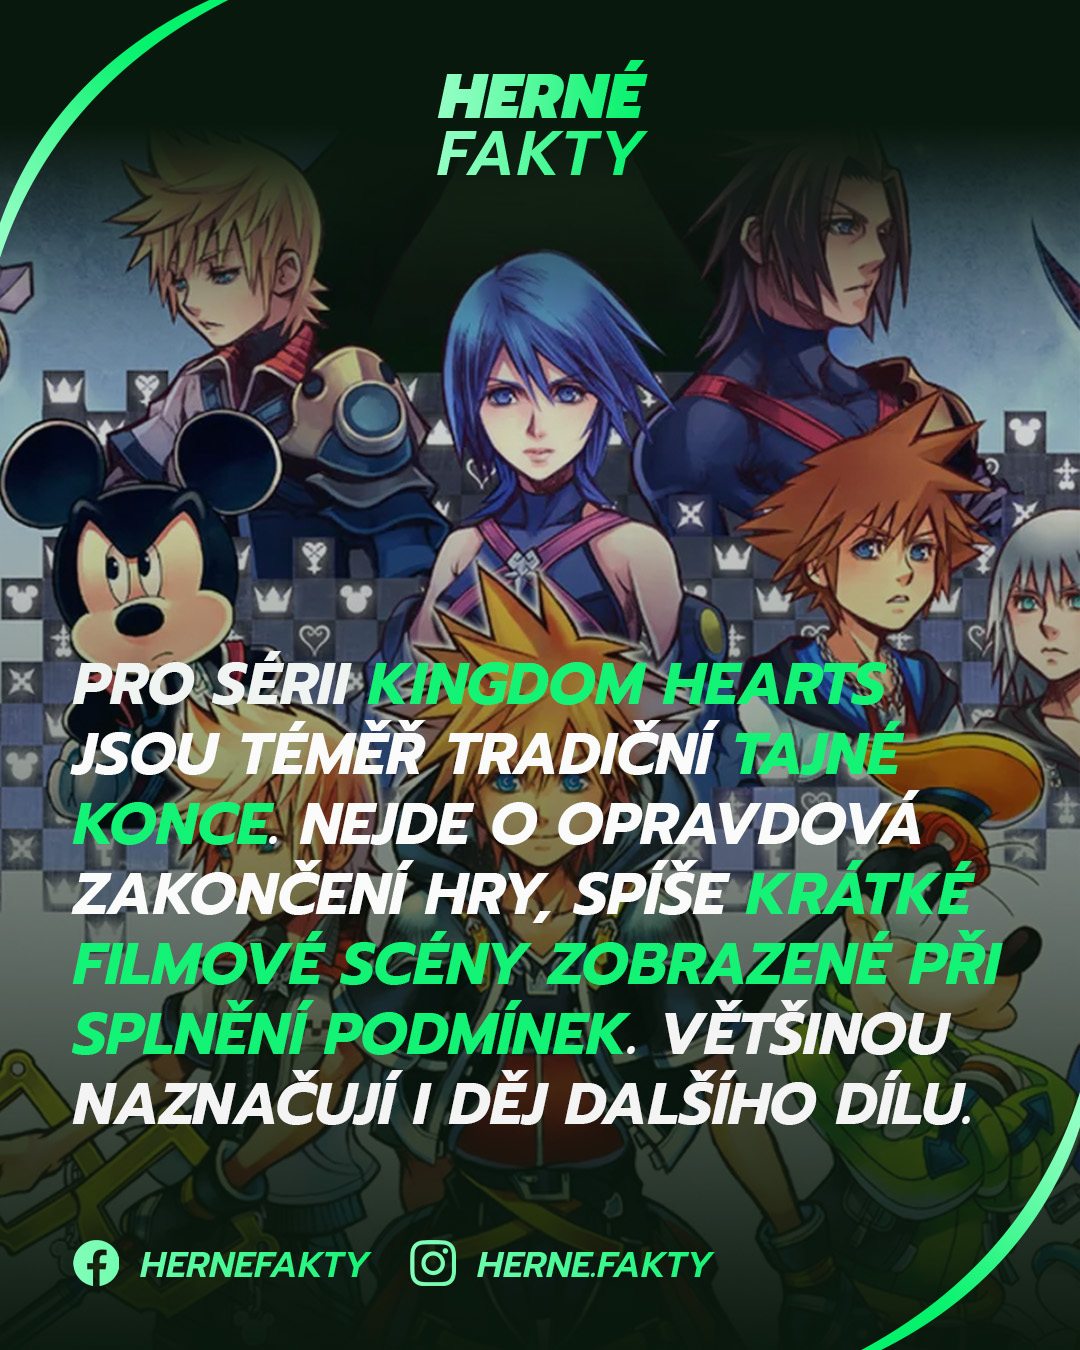 HERNÉ
FAKTY
PRO SÉRII KINGDOM HEARTS
JSOU TÉMĚŘ TRADIČNÍ TAJNÉ
KONCE. NEJDE O OPRAVDOVÁ
ZAKONČENÍ HRY, SPÍŠE KRÁTKÉ
FILMOVÉ SCÉNY ZOBRAZENÉ PŘI
SPLNĚNÍ PODMÍNEK. VĚTŠINOU
NAZNAČUJÍ I DĚJ DALŠÍHO DÍLU.
HERNEFAKTY HERNE.FAKTY